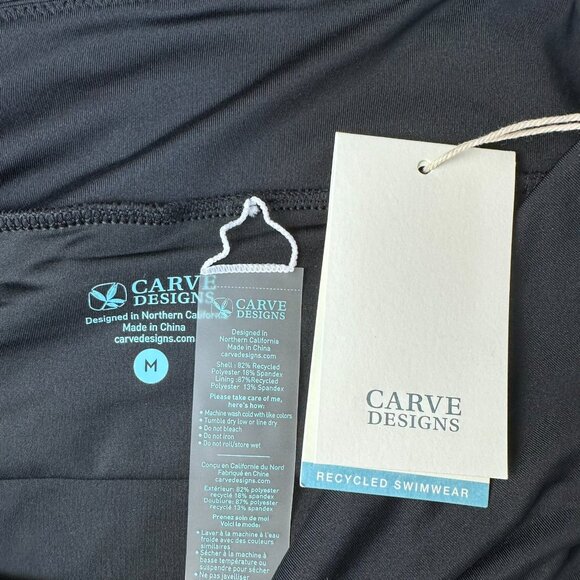 CARVE
DESIGNS
Designed in Northern California
Made in China
carvedesigns.com
M
CARVE
DESIGNS
Designed in
Northern California
Made in China
carvedesigns.com
Shell: 82% Recycled
Polyester 18% Spandex
Lining :87%Recycled
Polyester 13% Spandex
Please take care of me,
here's how:
• Machine wash cold with like colors
• Tumble dry low or line dry
• Do not bleach
• Do not iron
• Do not roll/store wet
Conçu en Californie du Nord
Fabriqué en Chine
carvedesigns.com
Extérieur: 82% polyester
recyclé 18% spandex
Doublure: 87% polyester
recyclé 13% spandex
Prenez soin de moi
Voici le mode:
• Laver à la machine à eau
froide avec des couleurs
similaires
• Sécher à la machine à
basse température ou
suspendre pour sécher
• Ne pas javelliser
CARVE
DESIGNS
RECYCLED SWIMWEAR